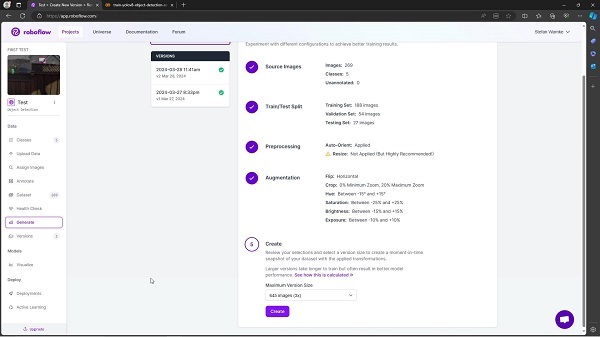 Test > Create New Version > Ro
train-yolov8-object-detection-o
https://app.roboflow.com/
roboflow
Projects
Universe
Documentation
Forum
Stefan
FIRST TEST
Test
Object Detection
Data
Classes
Upload Data
Assign Images
Annotate
Dataset
Health Check
Generate
Versions
Models
Visualize
Deploy
Deployments
Active Learning
Upgrade
VERSIONS
2024-03-28 11:41am
v2 Mar 28, 2024
2024-03-27 8:33pm
v1 Mar 27, 2024
Experiment with different configurations to achieve better training results.
Source Images
Images: 269
Classes: 5
Unannotated: 0
Train/Test Split
Training Set: 188 images
Validation Set: 54 images
Testing Set: 27 images
Preprocessing
Auto-Orient: Applied
Resize: Not Applied (But Highly Recommended!)
Augmentation
Flip: Horizontal
Crop: 0% Minimum Zoom, 20% Maximum Zoom
Hue: Between -15° and +15°
Saturation: Between -25% and +25%
Brightness: Between -15% and +15%
Exposure: Between -10% and +10%
5
Create
Review your selections and select a version size to create a moment-in-time
snapshot of your dataset with the applied transformations.
Larger versions take longer to train but often result in better model
performance. See how this is calculated »
Maximum Version Size
645 images (3x)
Create